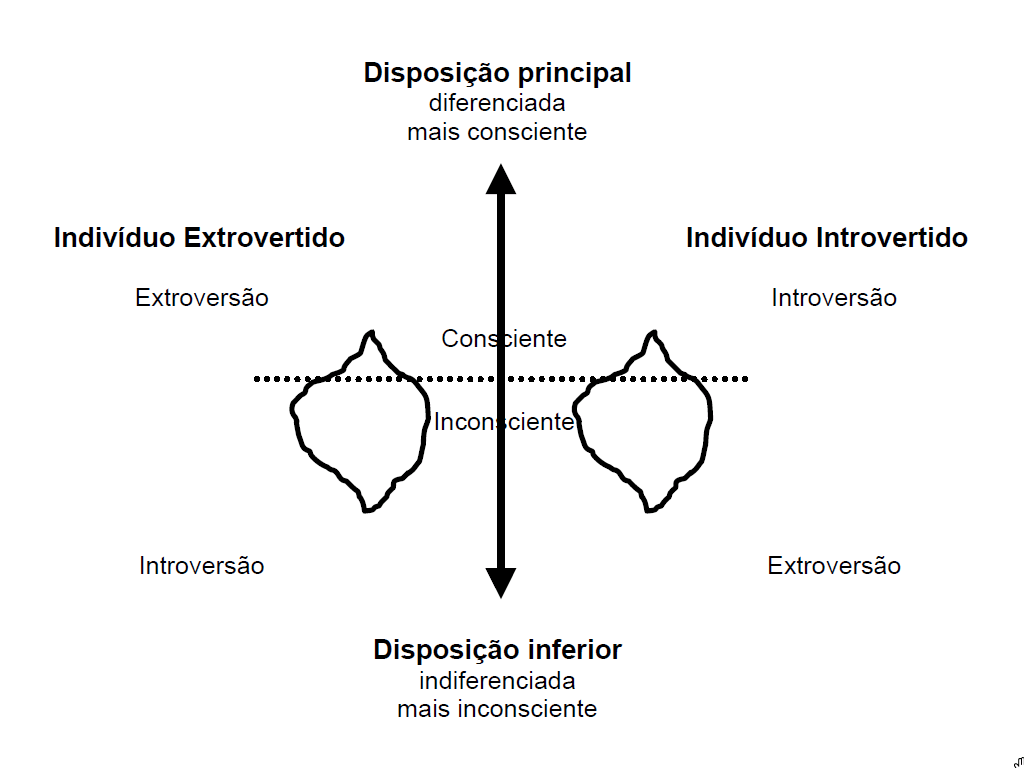 Disposição principal
diferenciada
mais consciente
Indivíduo Extrovertido
Indivíduo Introvertido
Extroversão
Introversão
Consciente
Inconsciente
Introversão
Extroversão
Disposição inferior
indiferenciada
mais inconsciente